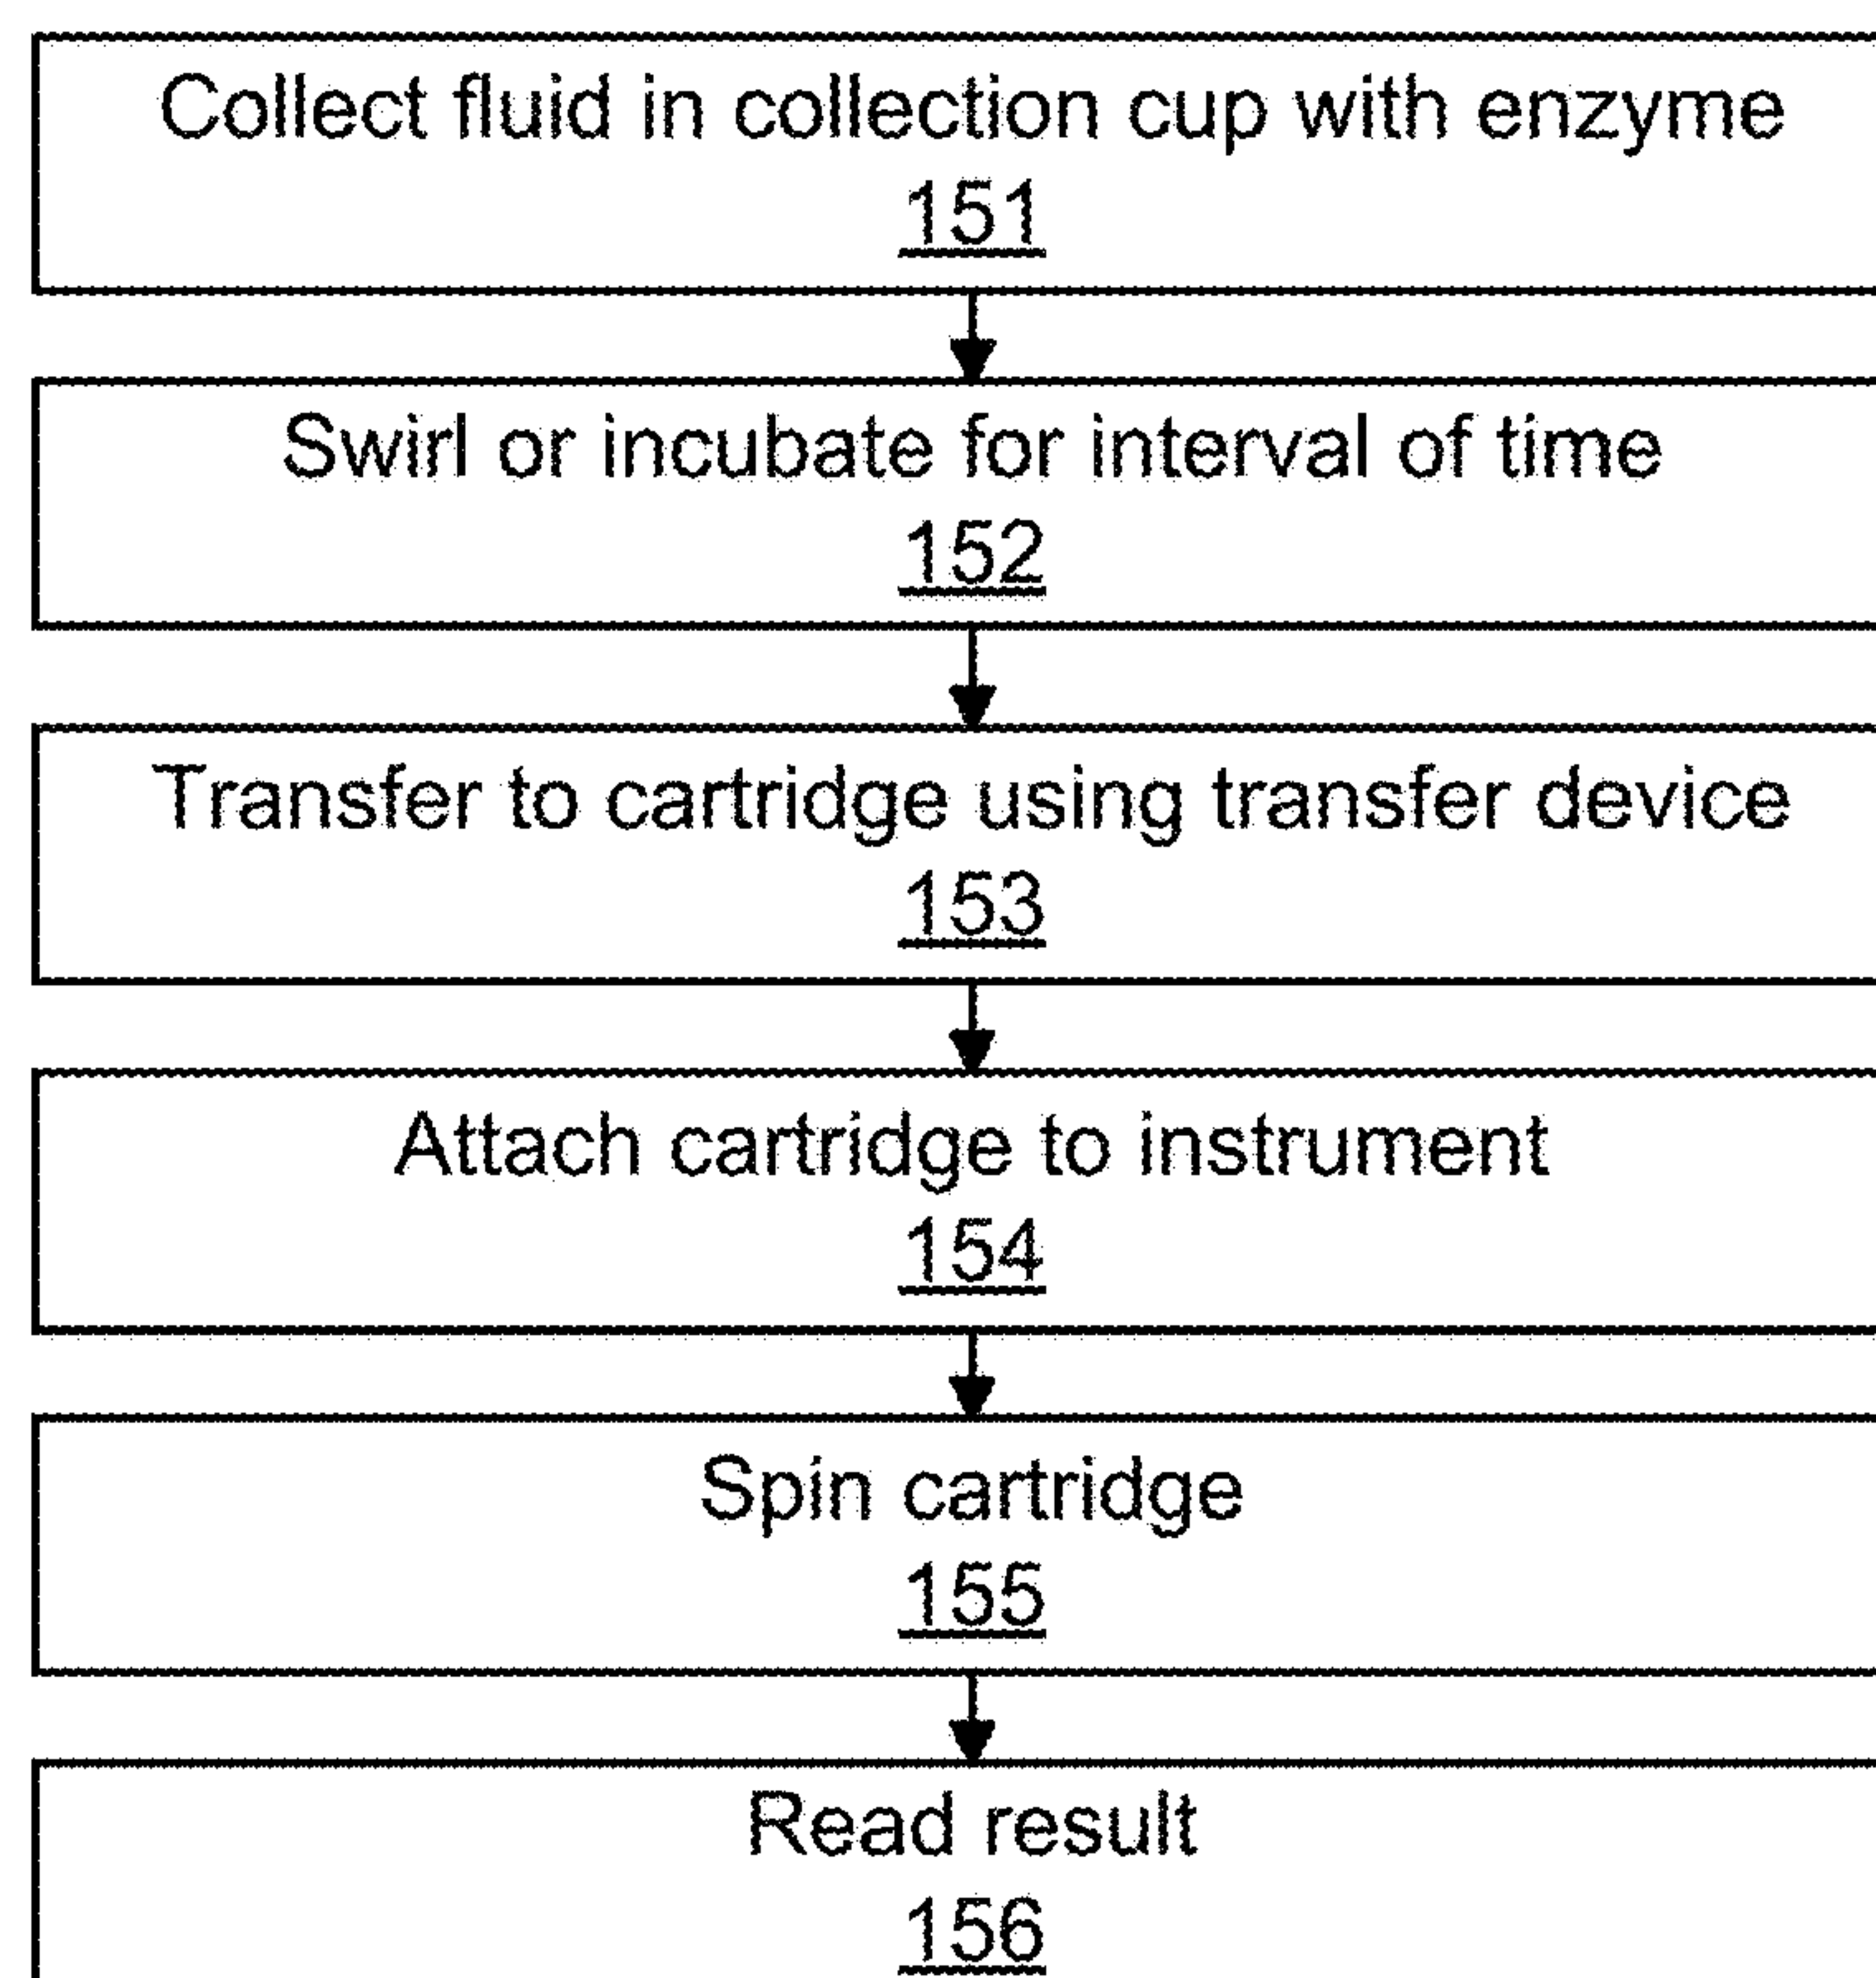 Collect fluid in collection cup with enzyme
151
Swirl or incubate for interval of time
152
Transfer to cartridge using transfer device
153
Attach cartridge to instrument
154
Spin cartridge
155
Read result
156